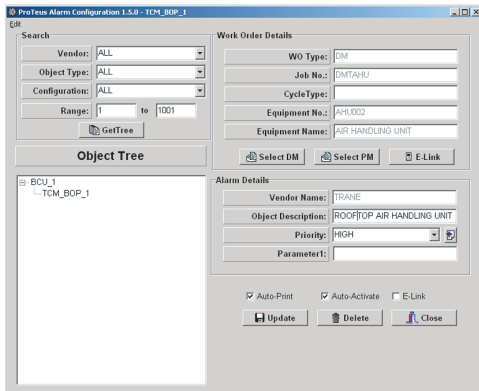 ProTeus Alarm Configuration 1.5.0 - TCM_BOP_1
Edit
Search
Vendor: ALL
Object Type: ALL
Configuration: ALL
Range: 1 to 1001
GetTree
Object Tree
BCU_1
TCM_BOP_1
Work Order Details
WO Type: DM
Job No.: DMTAHU
CycleType:
Equipment No.: AHU002
Equipment Name: AIR HANDLING UNIT
Select DM Select PM E-Link
Alarm Details
Vendor Name: TRANE
Object Description: ROOFTOP AIR HANDLING UNIT
Priority: HIGH
Parameter1:
Auto-Print Auto-Activate E-Link
Update Delete Close